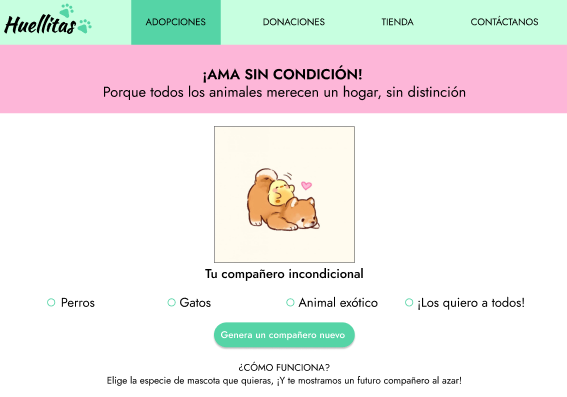 Huellitas
ADOPCIONES
DONACIONES
TIENDA
CONTÁCTANOS
¡AMA SIN CONDICIÓN!
Porque todos los animales merecen un hogar, sin distinción
Tu compañero incondicional
Perros
Gatos
Animal exótico
¡Los quiero a todos!
Genera un compañero nuevo
¿CÓMO FUNCIONA?
Elige la especie de mascota que quieras, ¡Y te mostramos un futuro compañero al azar!